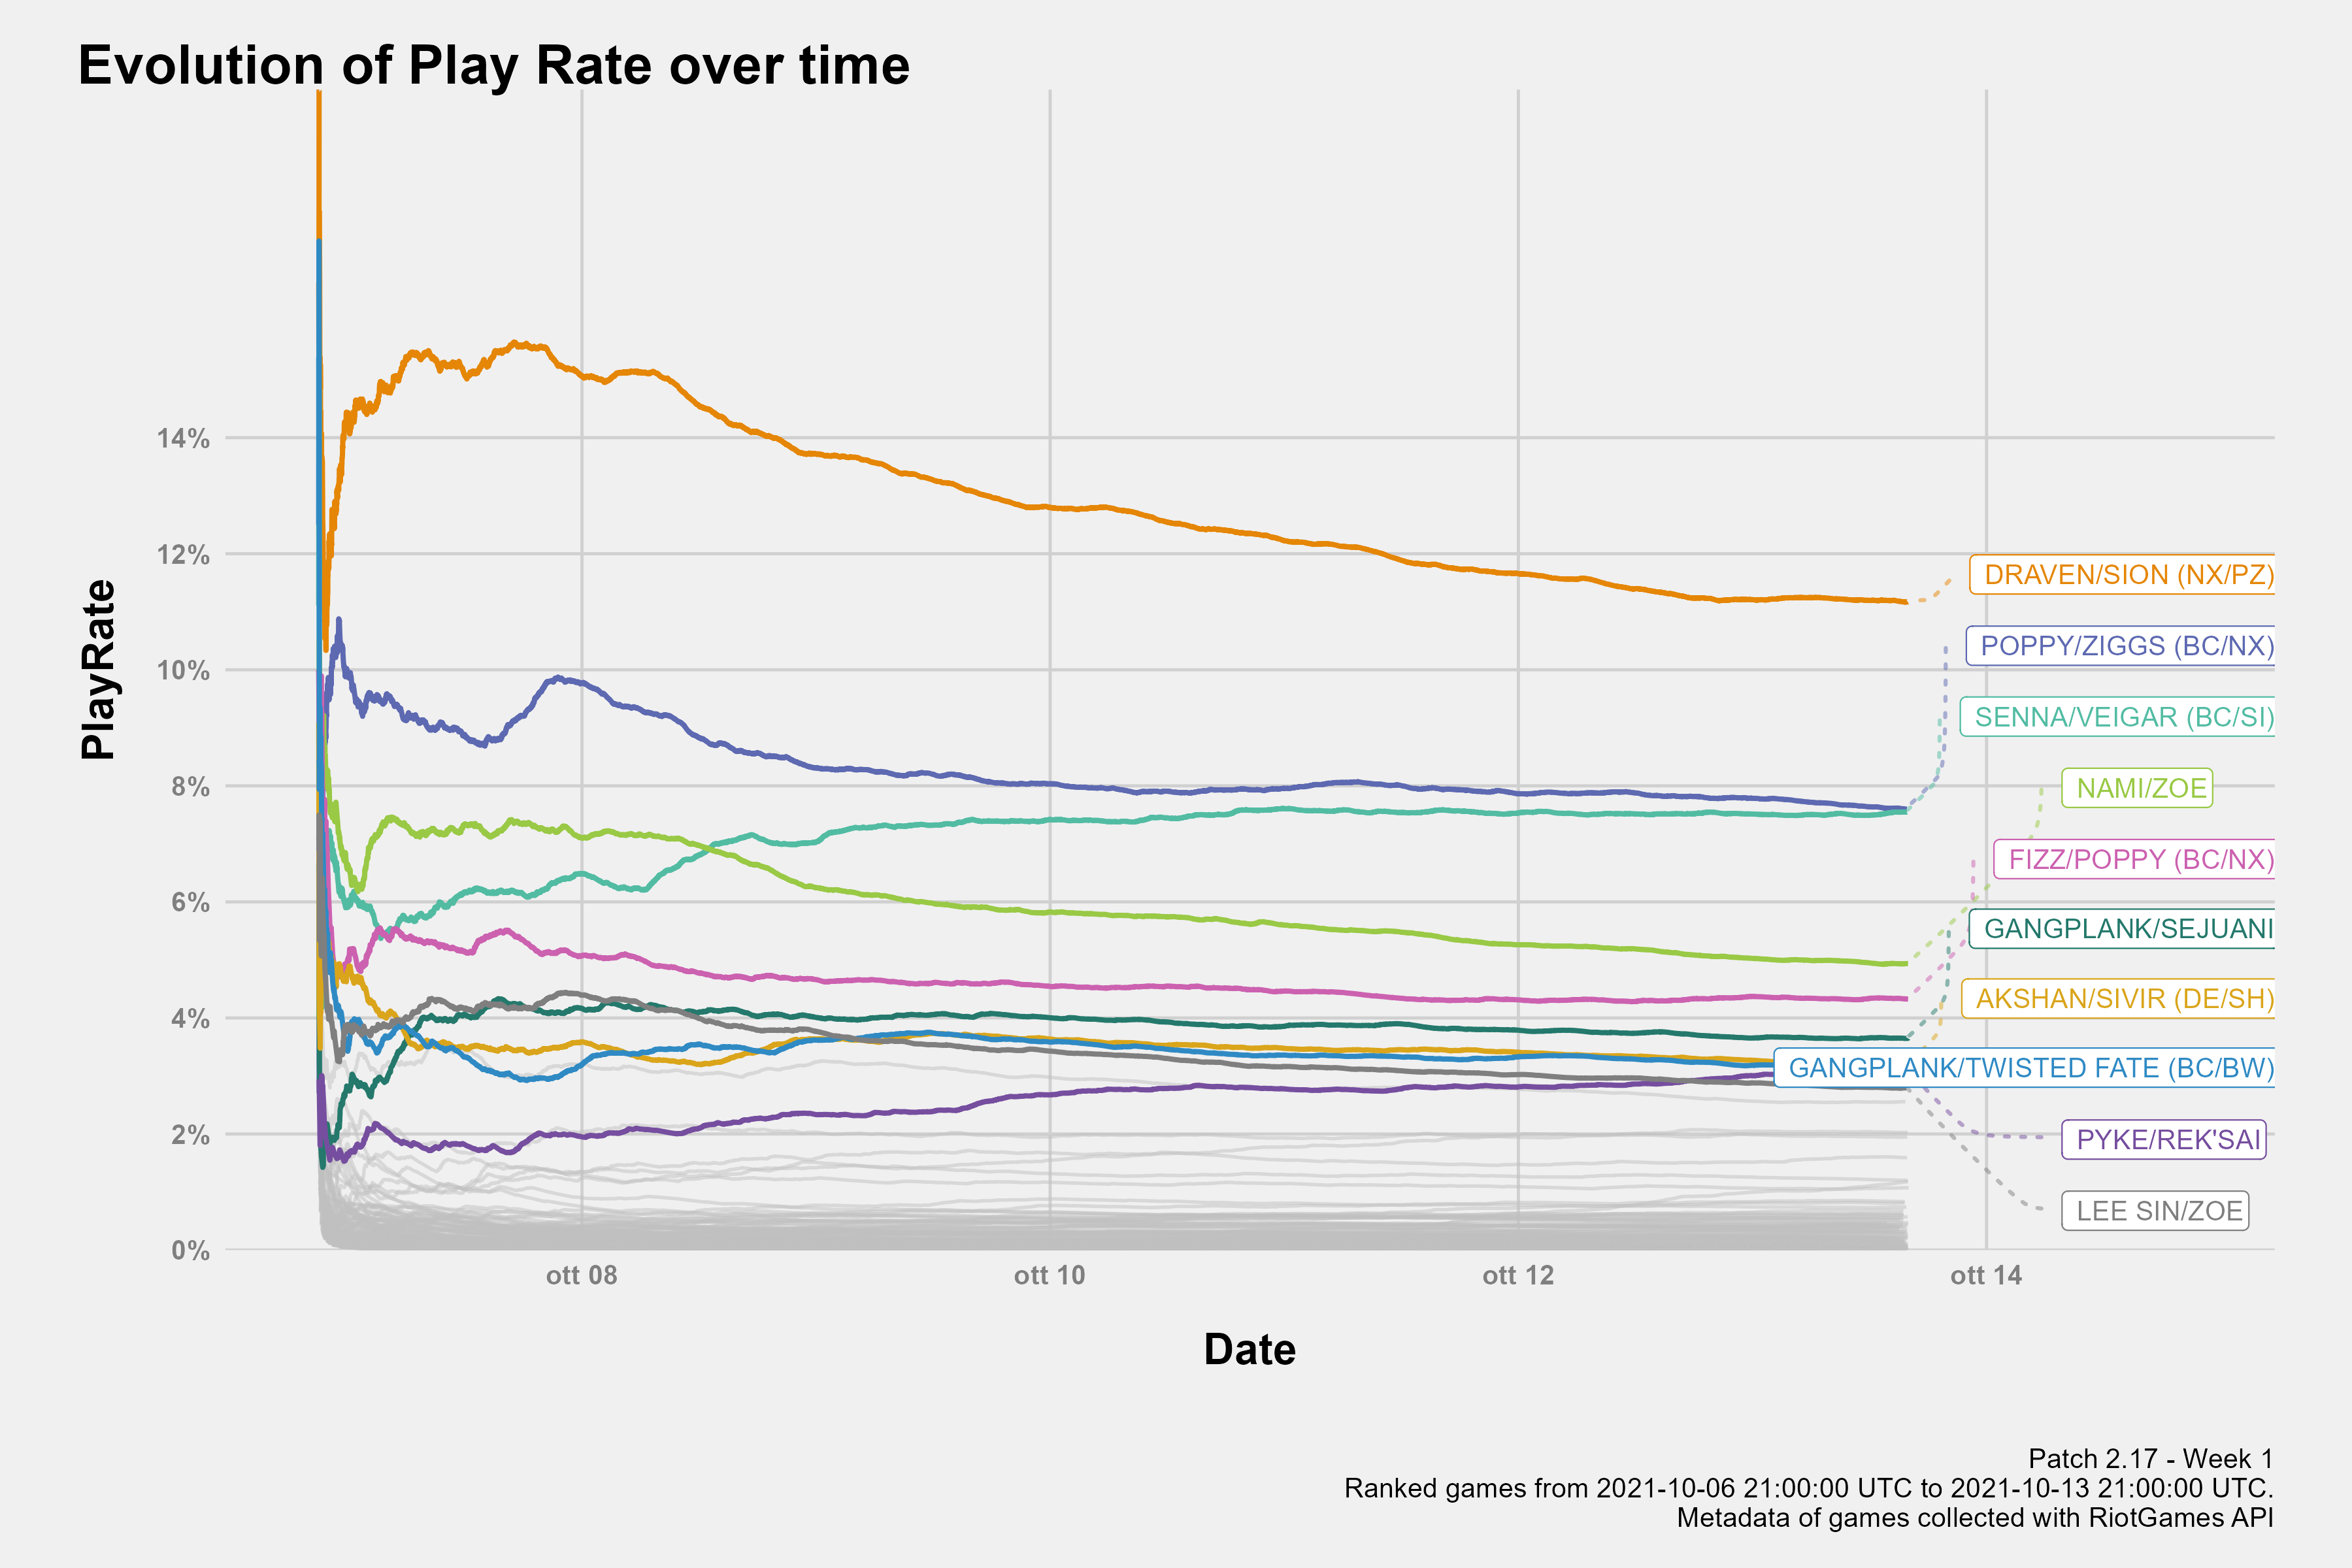 Evolution of Play Rate over time
PlayRate
14%
12%
10%
8%
6%
4%
2%
0%
DRAVEN/SION (NX/PZ)
POPPY/ZIGGS (BC/NX)
SENNA/VEIGAR (BC/SI)
NAMI/ZOE
FIZZ/POPPY (BC/NX)
GANGPLANK/SEJUANI
AKSHAN/SIVIR (DE/SH)
GANGPLANK/TWISTED FATE (BC/BW)
PYKE/REK'SAI
LEE SIN/ZOE
ott 08
ott 10
ott 12
ott 14
Date
Patch 2.17 - Week 1
Ranked games from 2021-10-06 21:00:00 UTC to 2021-10-13 21:00:00 UTC.
Metadata of games collected with RiotGames API